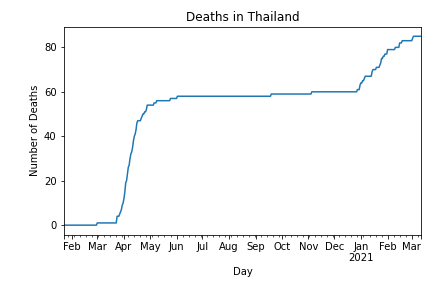 Deaths in Thailand
Number of Deaths
80
60
40
20
0
Feb Mar Apr May Jun Jul Aug Sep Oct Nov Dec Jan Feb Mar
2021
Day